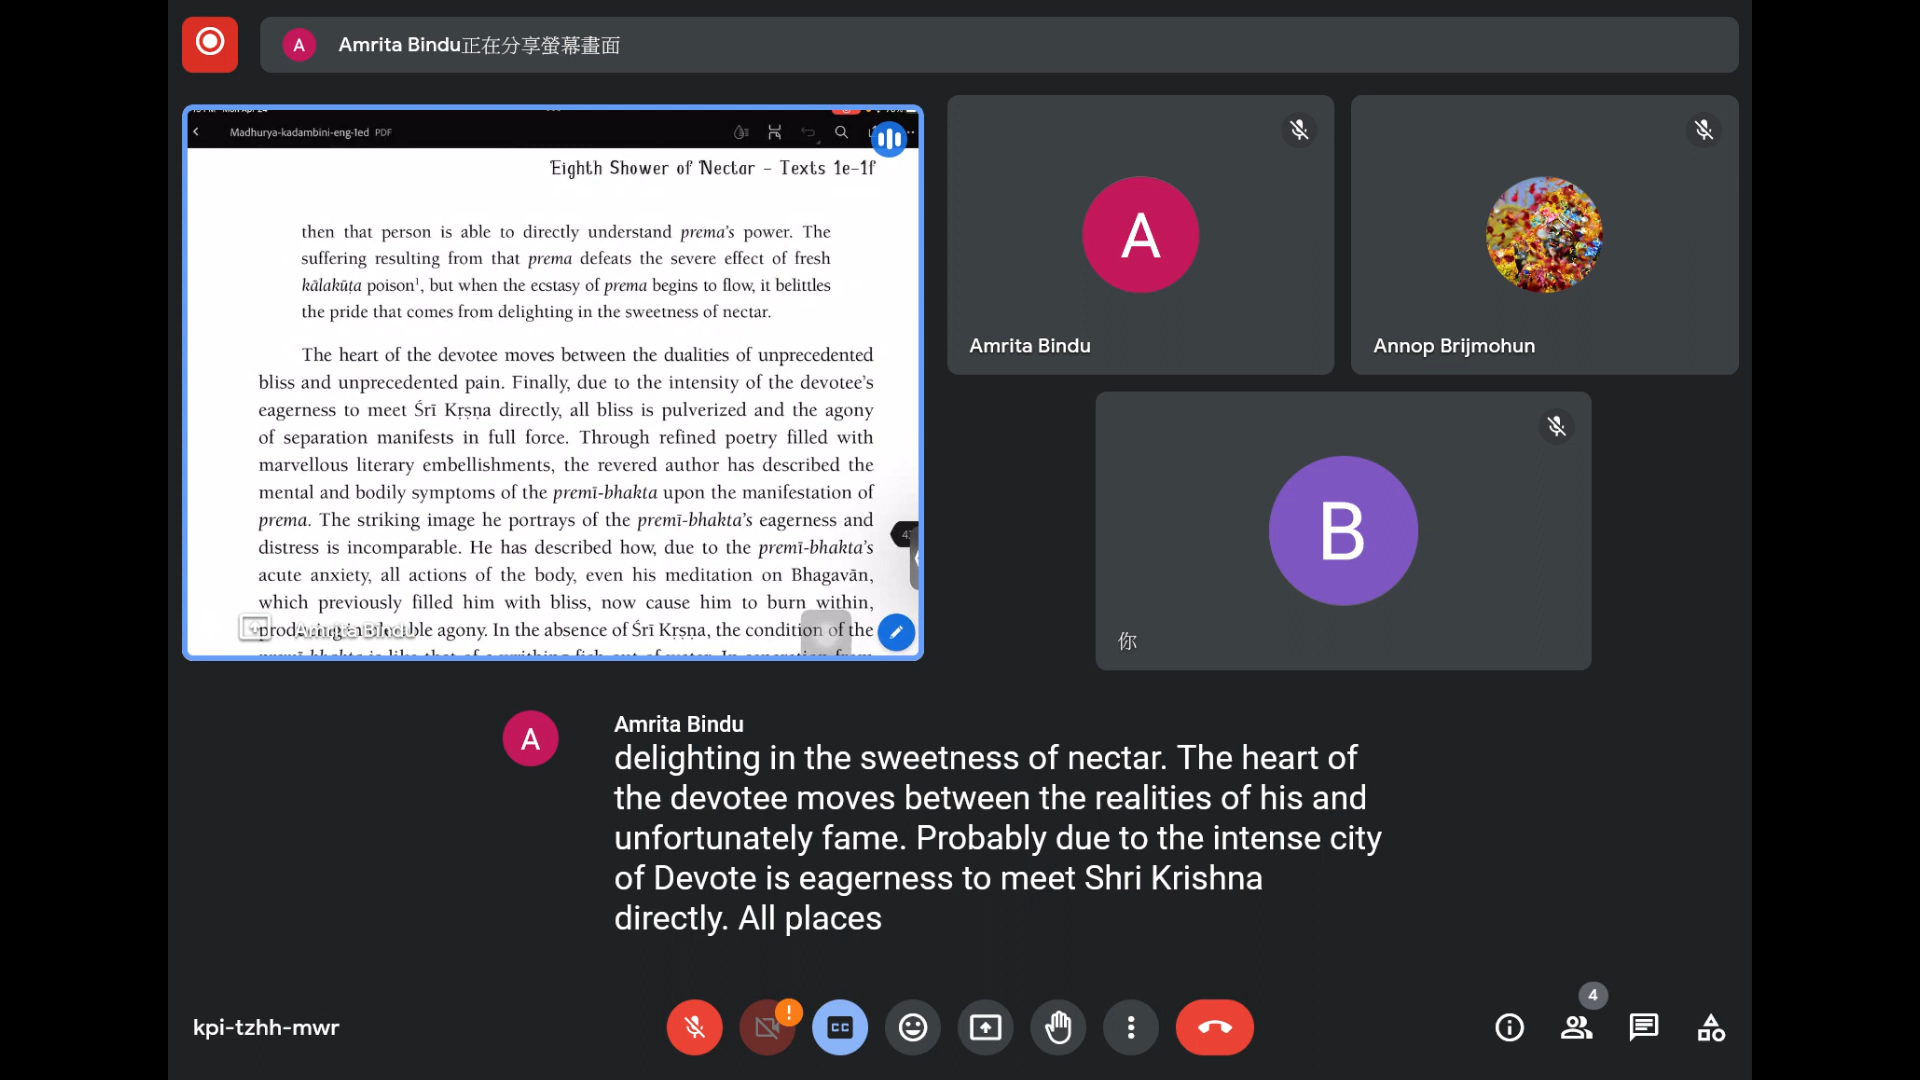 A Amrita Bindu正在分享螢幕畫面
Madhurya-kadambini-eng-1ed PDF
Eighth Shower of Nectar – Texts 1e–1f
then that person is able to directly understand prema's power. The
suffering resulting from that prema defeats the severe effect of fresh
kālakūṭa poison¹, but when the ecstasy of prema begins to flow, it belittles
the pride that comes from delighting in the sweetness of nectar.
The heart of the devotee moves between the dualities of unprecedented
bliss and unprecedented pain. Finally, due to the intensity of the devotee's
eagerness to meet Śrī Kṛṣṇa directly, all bliss is pulverized and the agony
of separation manifests in full force. Through refined poetry filled with
marvellous literary embellishments, the revered author has described the
mental and bodily symptoms of the premī-bhakta upon the manifestation of
prema. The striking image he portrays of the premī-bhakta's eagerness and
distress is incomparable. He has described how, due to the premī-bhakta's
acute anxiety, all actions of the body, even his meditation on Bhagavān,
which previously filled him with bliss, now cause him to burn within,
agony. In the absence of Śrī Kṛṣṇa, the condition of the
Amrita Bindu
A
Amrita Bindu
Annop Brijmohun
B
你
A
Amrita Bindu
delighting in the sweetness of nectar. The heart of
the devotee moves between the realities of his and
unfortunately fame. Probably due to the intense city
of Devote is eagerness to meet Shri Krishna
directly. All places
kpi-tzhh-mwr
!
CC
4